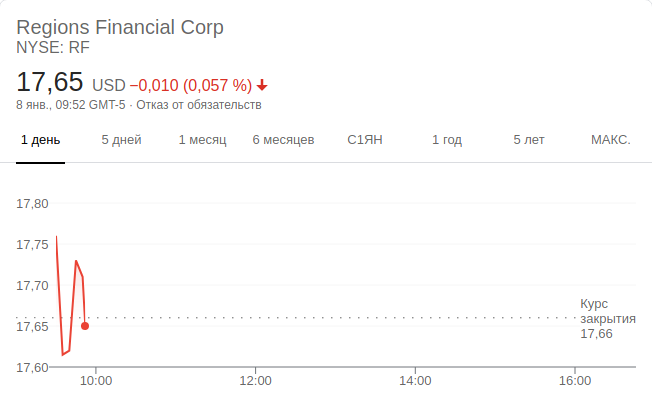 Regions Financial Corp
NYSE: RF
17,65 USD −0,010 (0,057 %)
8 янв., 09:52 GMT-5 · Отказ от обязательств
1 день 5 дней 1 месяц 6 месяцев С1ЯН 1 год 5 лет МАКС.
17,80
17,75
17,70
17,65
17,60
Курс
закрытия
17,66
10:00 12:00 14:00 16:00